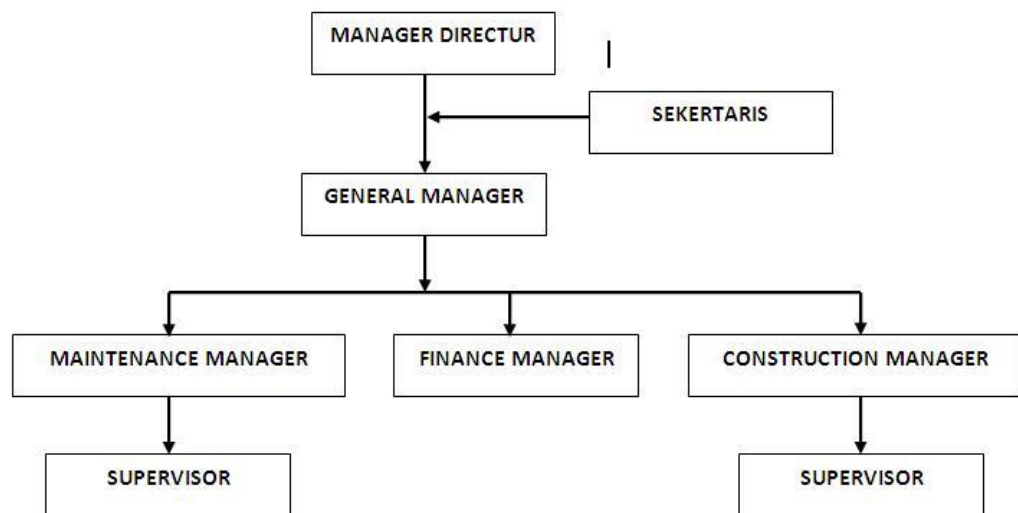 MANAGER DIRECTUR
SEKERTARIS
GENERAL MANAGER
MAINTENANCE MANAGER
FINANCE MANAGER
CONSTRUCTION MANAGER
SUPERVISOR
SUPERVISOR